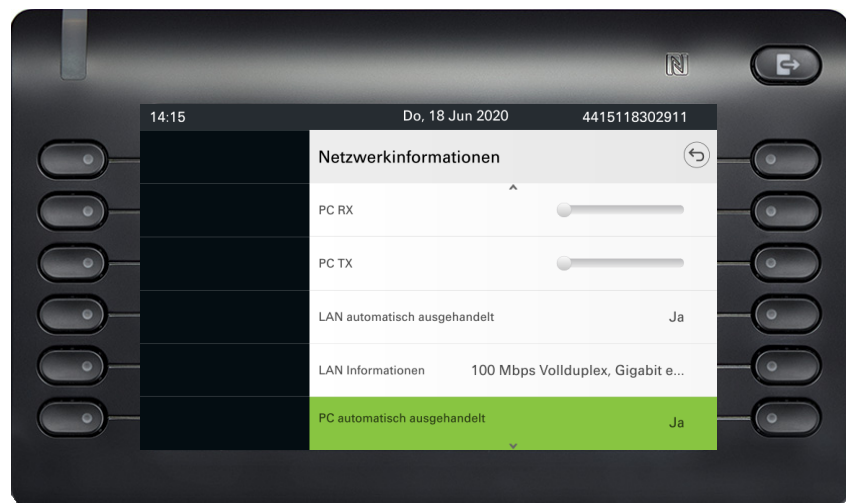 14:15 Do, 18 Jun 2020 4415118302911
Netzwerkinformationen
PC RX
PC TX
LAN automatisch ausgehandelt Ja
LAN Informationen 100 Mbps Vollduplex, Gigabit e...
PC automatisch ausgehandelt Ja